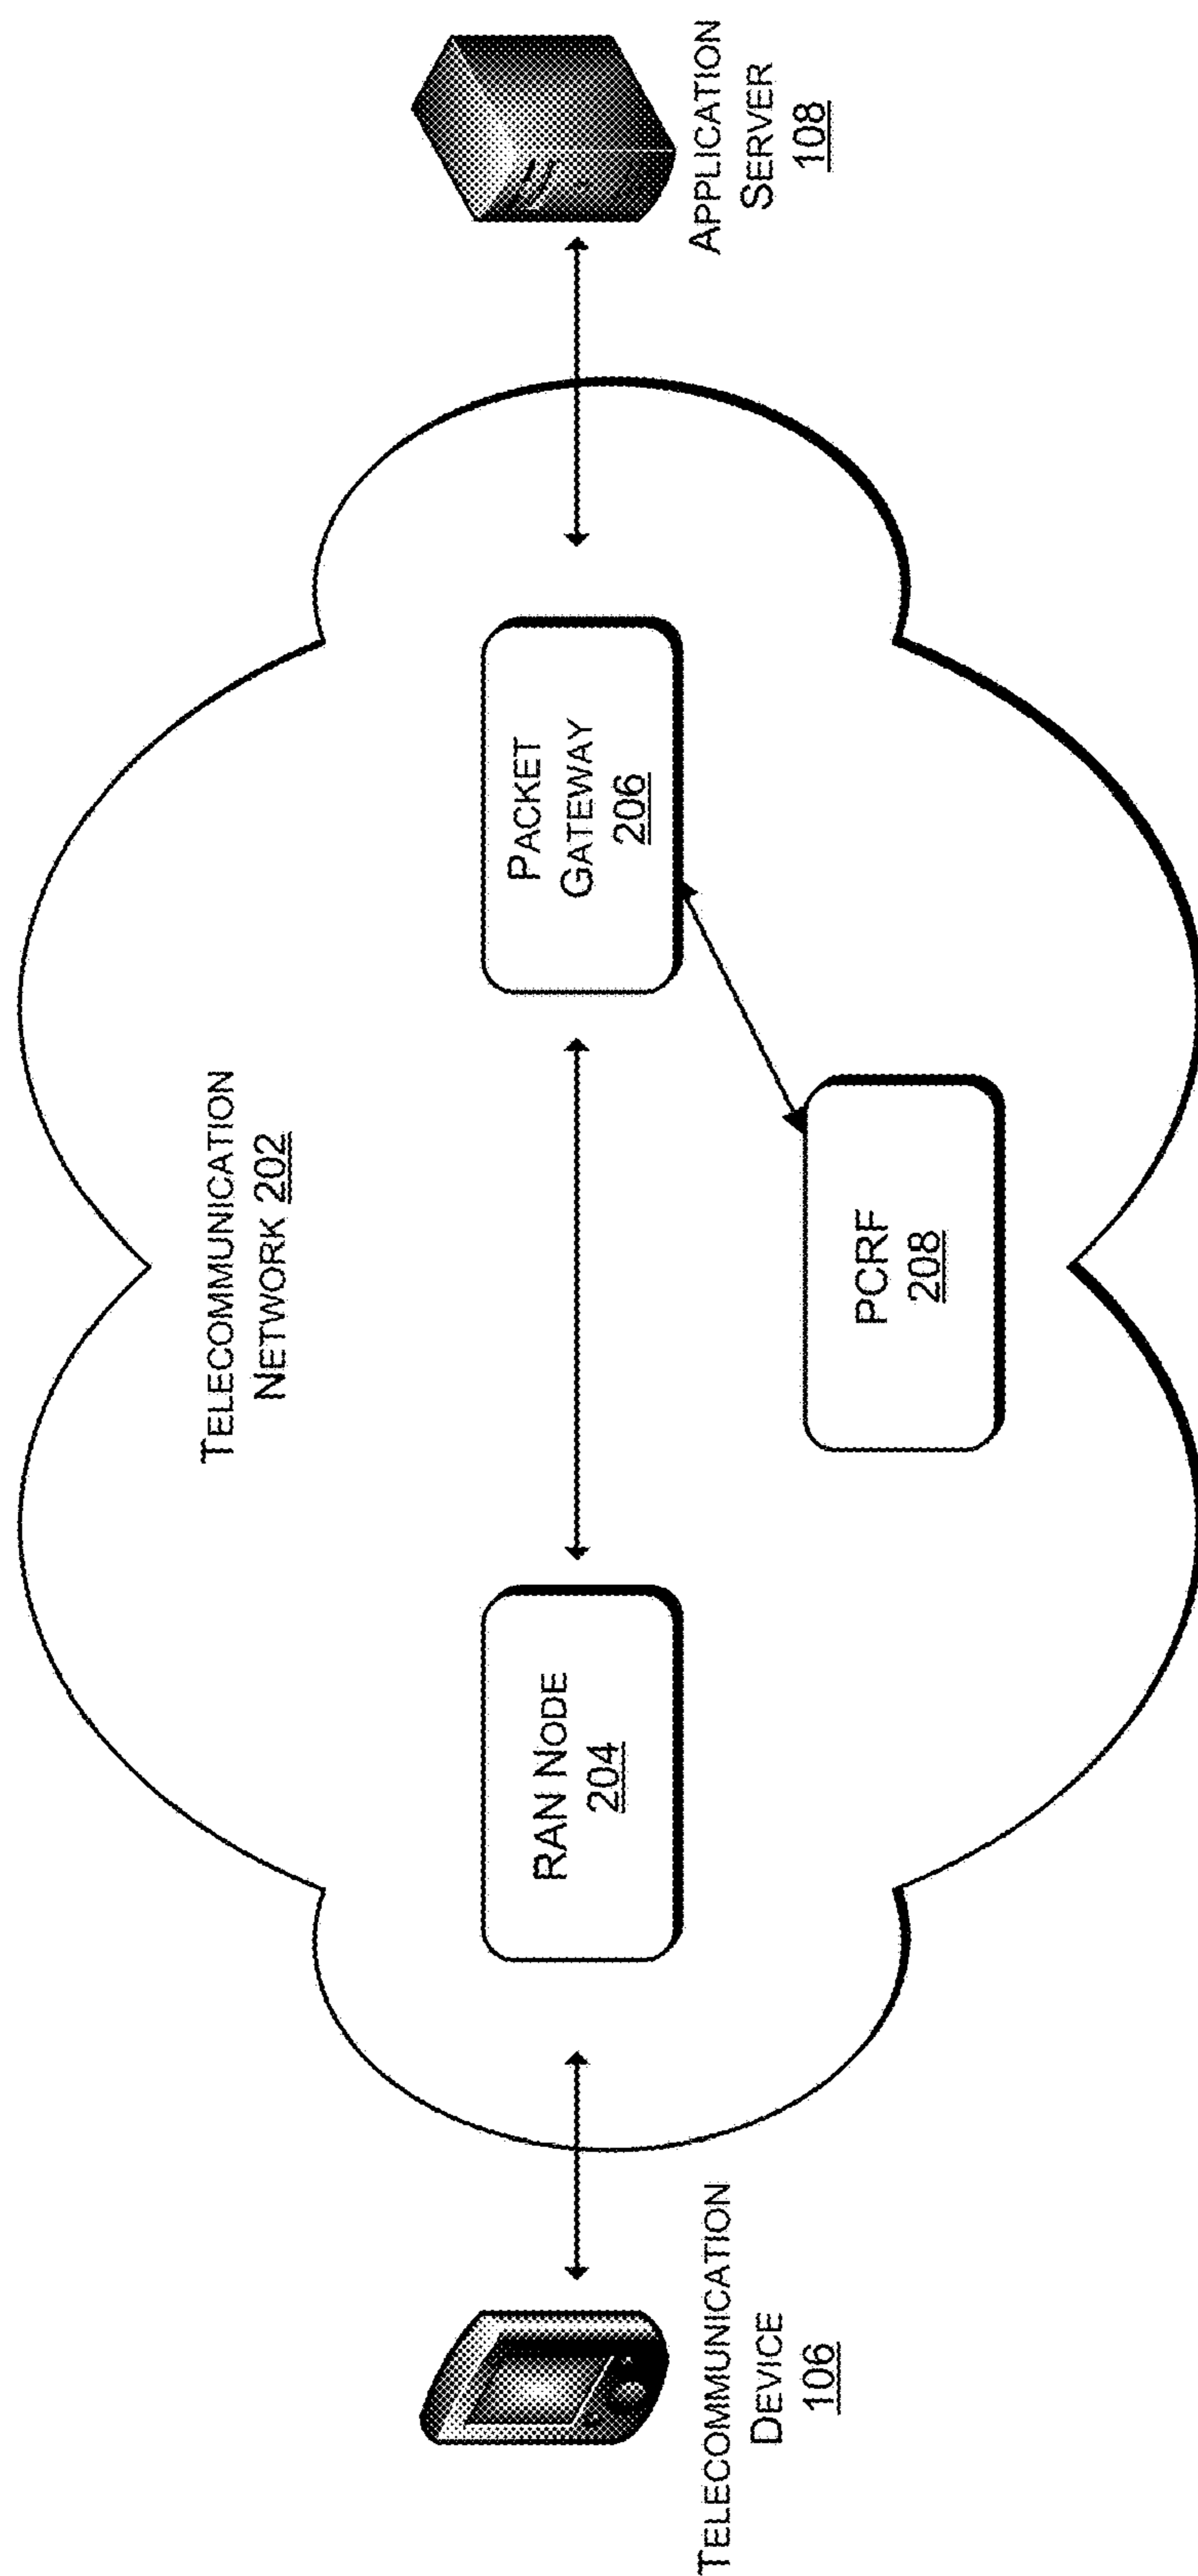 TELECOMMUNICATION
NETWORK 202
RAN NODE
204
PACKET
GATEWAY
206
PCRF
208
TELECOMMUNICATION
DEVICE
106
APPLICATION
SERVER
108